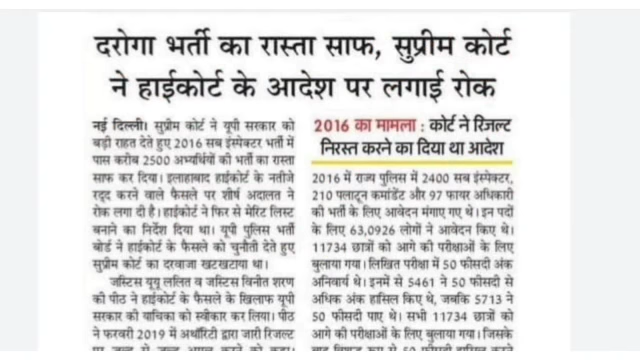 दरोगा भर्ती का रास्ता साफ, सुप्रीम कोर्ट
ने हाईकोर्ट के आदेश पर लगाई रोक
नई दिल्ली। सुप्रीम कोर्ट ने यूपी सरकार को
बड़ी राहत देते हुए 2016 सब इंस्पेक्टर भर्ती में
पास करीब 2500 अभ्यर्थियों की भर्ती का रास्ता
साफ कर दिया। इलाहाबाद हाईकोर्ट के नतीजे
रद्द करने वाले फैसले पर शीर्ष अदालत ने
रोक लगा दी है। हाईकोर्ट ने फिर से मेरिट लिस्ट
बनाने का निर्देश दिया था। यूपी पुलिस भर्ती
बोर्ड ने हाईकोर्ट के फैसले को चुनौती देते हुए
सुप्रीम कोर्ट का दरवाजा खटखटाया था।
जस्टिस यूयू ललित व जस्टिस विनीत शरण
की पीठ ने हाईकोर्ट के फैसले के खिलाफ यूपी
सरकार की याचिका को स्वीकार कर लिया। पीठ
ने फरवरी 2019 में अथॉरिटी द्वारा जारी रिजल्ट
2016 का मामला : कोर्ट ने रिजल्ट
निरस्त करने का दिया था आदेश
2016 में राज्य पुलिस में 2400 सब इंस्पेक्टर,
210 प्लाटून कमांडेंट और 97 फायर अधिकारी
की भर्ती के लिए आवेदन मंगाए गए थे। इन पदों
के लिए 63,0926 लोगों ने आवेदन किए थे।
11734 छात्रों को आगे की परीक्षाओं के लिए
बुलाया गया। लिखित परीक्षा में 50 फीसदी अंक
अनिवार्य थे। इनमें से 5461 ने 50 फीसदी से
अधिक अंक हासिल किए थे, जबकि 5713 ने
50 फीसदी पाए थे। सभी 11734 छात्रों को
आगे की परीक्षाओं के लिए बुलाया गया। जिसके